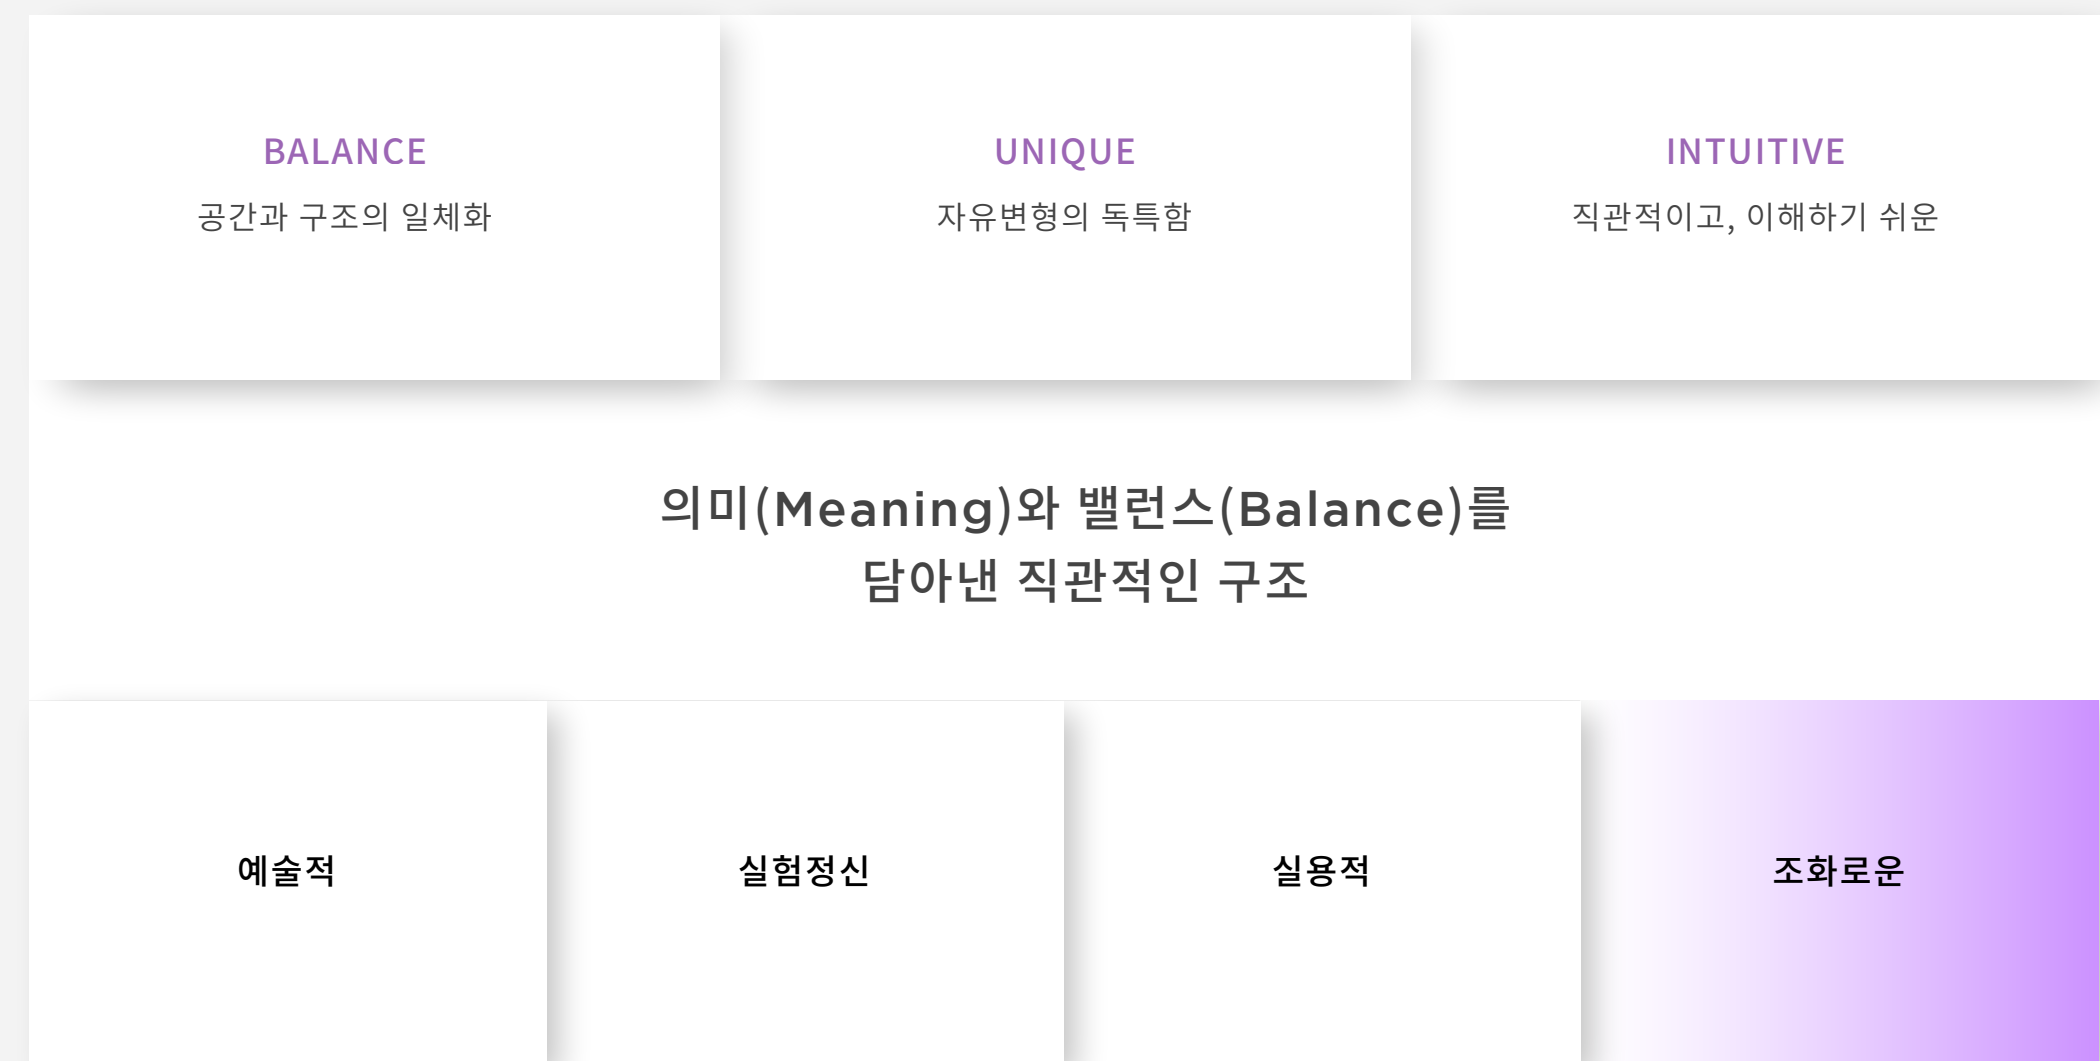 BALANCE
공간과 구조의 일체화
UNIQUE
자유변형의 독특함
INTUITIVE
직관적이고, 이해하기 쉬운
의미(Meaning)와 밸런스(Balance)를
담아낸 직관적인 구조
예술적
실험정신
실용적
조화로운